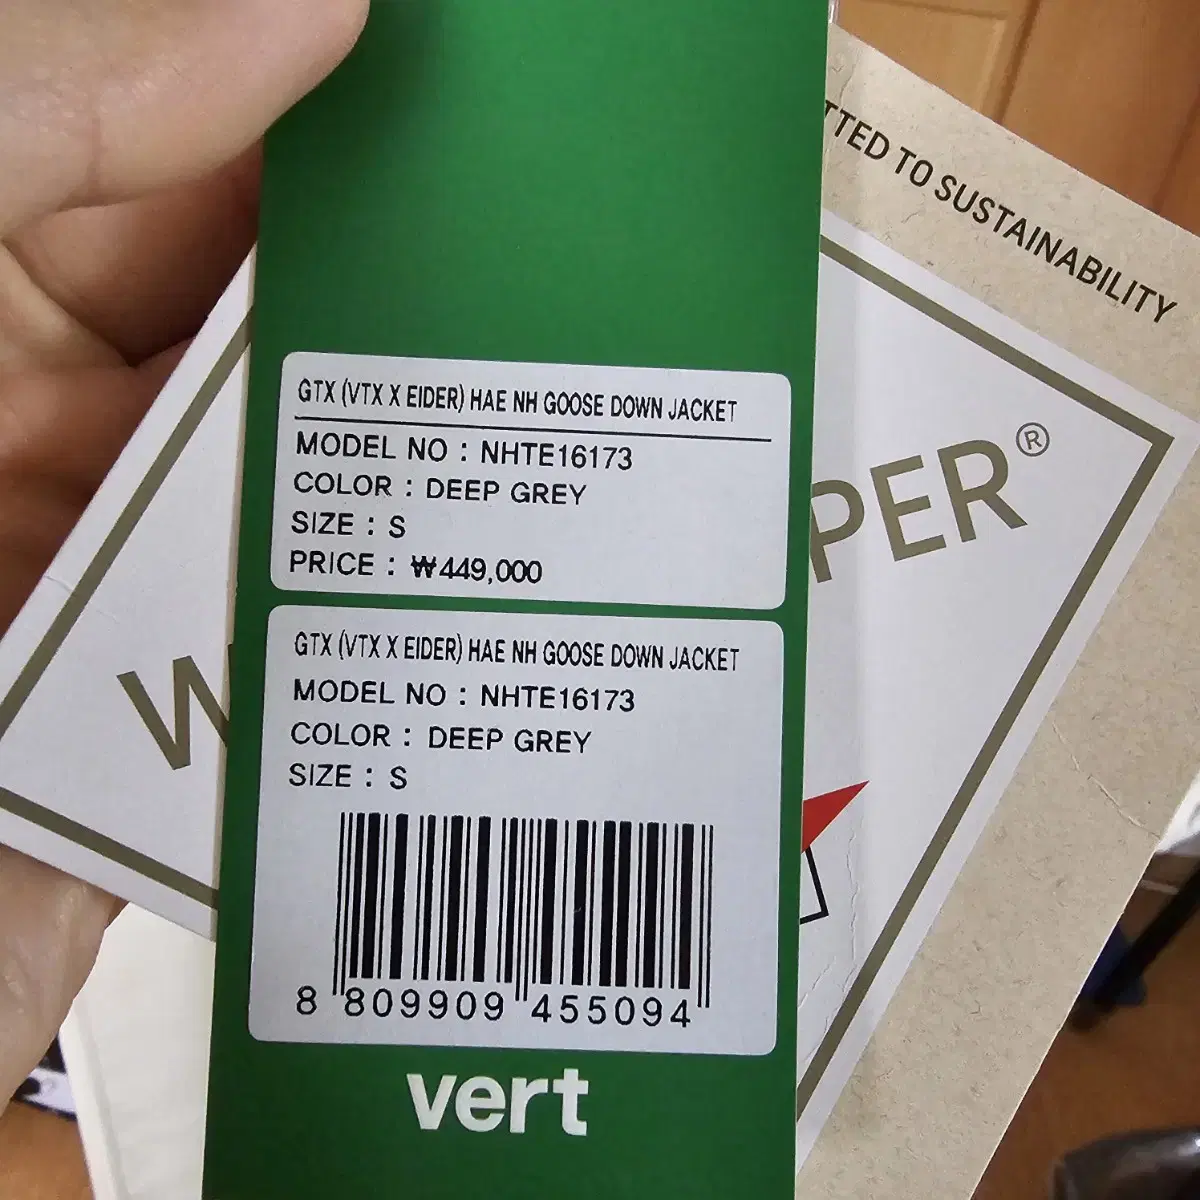 TTED TO SUSTAINABILITY
PER®
GTX (VTX X EIDER) HAE NH GOOSE DOWN JACKET
MODEL NO : NHTE16173
COLOR : DEEP GREY
SIZE : S
PRICE : ₩449,000
GTX (VTX X EIDER) HAE NH GOOSE DOWN JACKET
MODEL NO : NHTE16173
COLOR : DEEP GREY
SIZE : S
8 809909 455094
vert